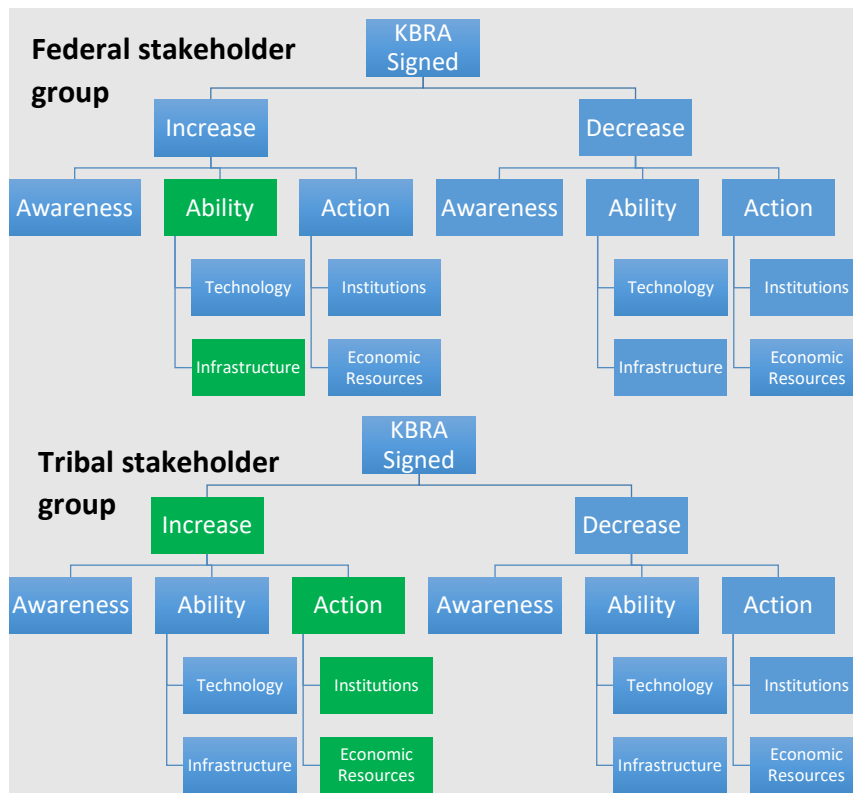 Federal stakeholder
group
KBRA
Signed
Increase
Decrease
Awareness
Ability
Action
Awareness
Ability
Action
Technology
Institutions
Technology
Institutions
Infrastructure
Economic
Resources
Infrastructure
Economic
Resources
Tribal stakeholder
group
KBRA
Signed
Increase
Decrease
Awareness
Ability
Action
Awareness
Ability
Action
Technology
Institutions
Technology
Institutions
Infrastructure
Economic
Resources
Infrastructure
Economic
Resources